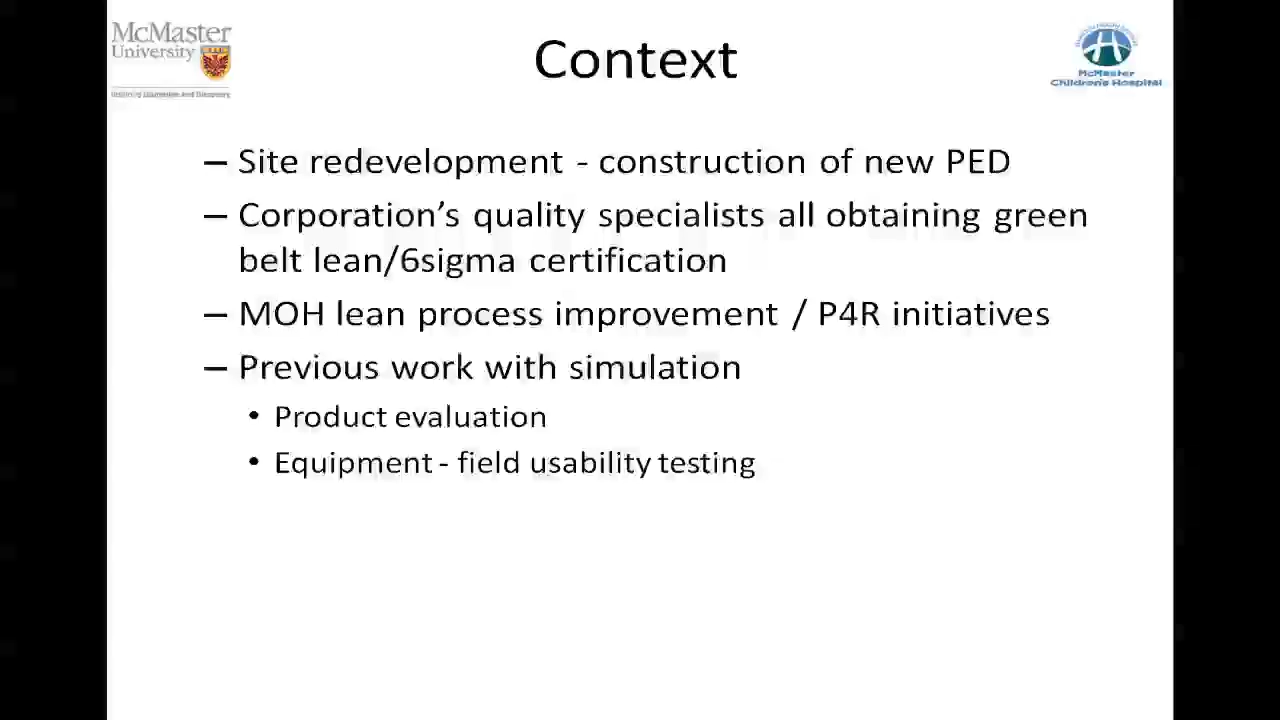 McMaster
University
Context
McMaster
Children's Hospital
– Site redevelopment - construction of new PED
– Corporation's quality specialists all obtaining green
belt lean/6sigma certification
– MOH lean process improvement / P4R initiatives
– Previous work with simulation
• Product evaluation
• Equipment - field usability testing